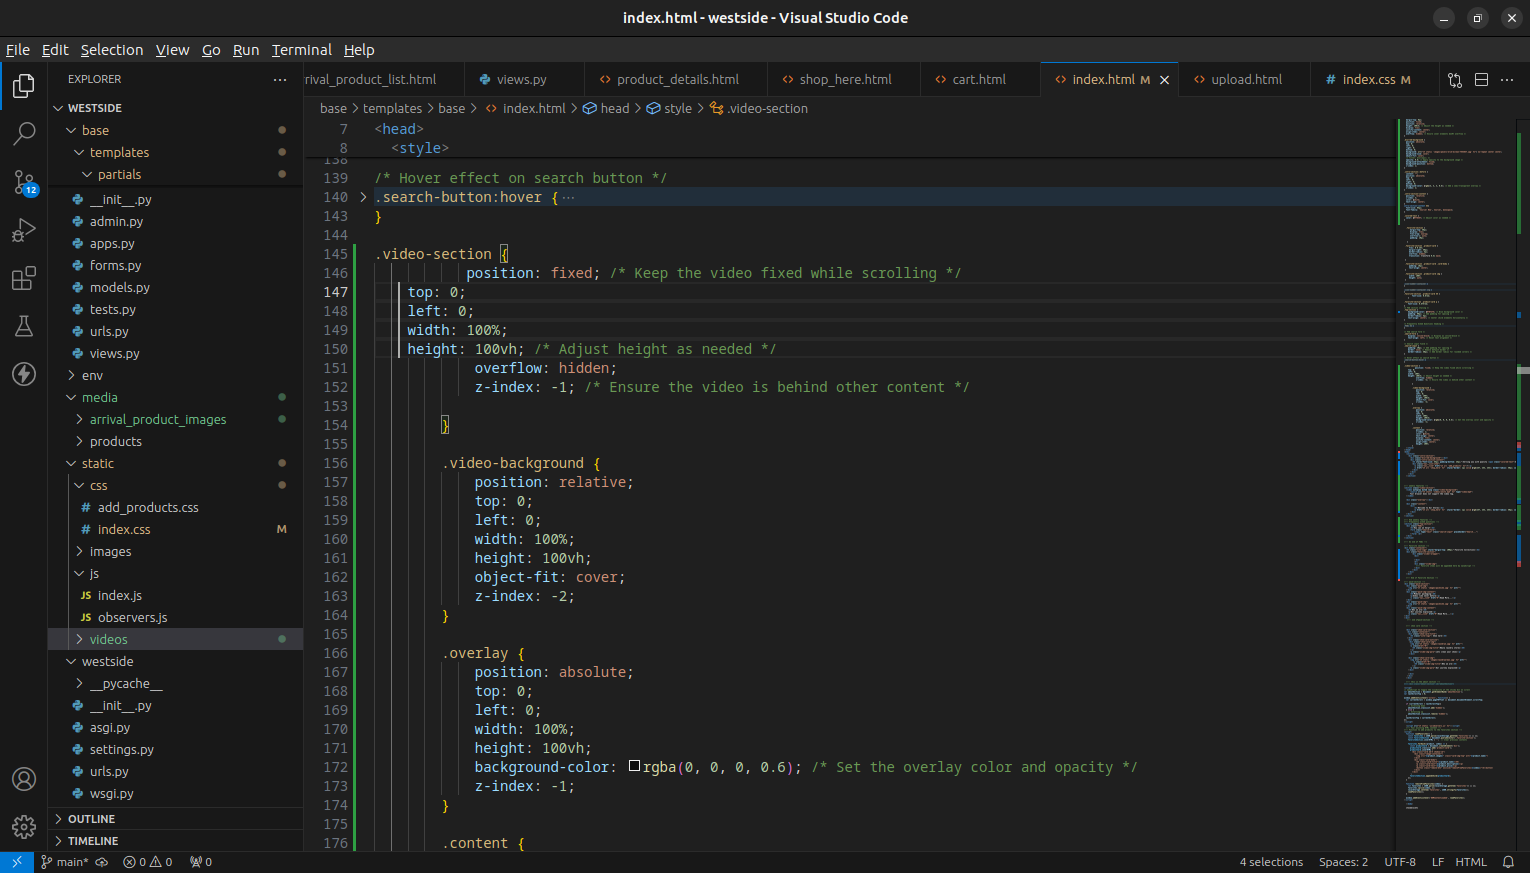 index.html - westside - Visual Studio Code
File Edit Selection View Go Run Terminal Help
EXPLORER
rival_product_list.html
views.py
product_details.html
shop_here.html
cart.html
index.html M
upload.html
index.css M
base > templates > base > index.html > head > style > .video-section
WESTSIDE
base
templates
partials
__init__.py
admin.py
apps.py
forms.py
models.py
tests.py
urls.py
views.py
env
media
arrival_product_images
products
static
css
add_products.css
index.css M
images
js
index.js
observers.js
videos
westside
__pycache__
__init__.py
asgi.py
settings.py
urls.py
wsgi.py
OUTLINE
TIMELINE
12
7 <head>
8 <style>
138
139 /* Hover effect on search button */
140 .search-button:hover { ...
143 }
144
145 .video-section {
146 position: fixed; /* Keep the video fixed while scrolling */
147 top: 0;
148 left: 0;
149 width: 100%;
150 height: 100vh; /* Adjust height as needed */
151 overflow: hidden;
152 z-index: -1; /* Ensure the video is behind other content */
153
154 }
155
156 .video-background {
157 position: relative;
158 top: 0;
159 left: 0;
160 width: 100%;
161 height: 100vh;
162 object-fit: cover;
163 z-index: -2;
164 }
165
166 .overlay {
167 position: absolute;
168 top: 0;
169 left: 0;
170 width: 100%;
171 height: 100vh;
172 background-color: rgba(0, 0, 0, 0.6); /* Set the overlay color and opacity */
173 z-index: -1;
174 }
175
176 .content {
main* 0 0 0 4 selections Spaces: 2 UTF-8 LF HTML